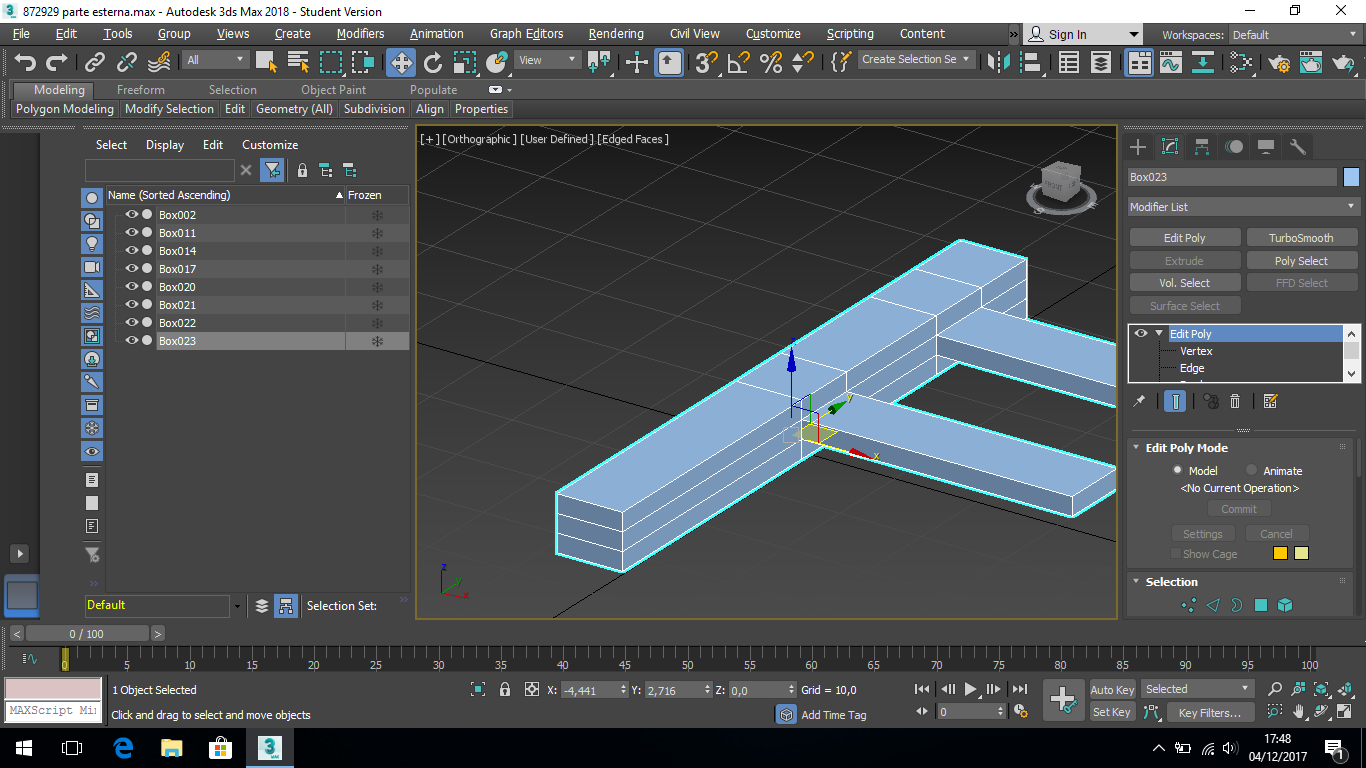 872929 parte esterna.max - Autodesk 3ds Max 2018 - Student Version
File Edit Tools Group Views Create Modifiers Animation Graph Editors Rendering Civil View Customize Scripting Content » Sign In Workspaces: Default
All View 3 Create Selection Se
Modeling Freeform Selection Object Paint Populate
Polygon Modeling Modify Selection Edit Geometry (All) Subdivision Align Properties
Select Display Edit Customize
Name (Sorted Ascending) Frozen
Box002
Box011
Box014
Box017
Box020
Box021
Box022
Box023
Default Selection Set:
[+] [Orthographic ] [User Defined ] [Edged Faces ]
z y x
z y x
Box023
Modifier List
Edit Poly TurboSmooth
Extrude Poly Select
Vol. Select FFD Select
Surface Select
Edit Poly
Vertex
Edge
Edit Poly Mode
Model Animate
<No Current Operation>
Commit
Settings Cancel
Show Cage
Selection
< 0 / 100 >
0 5 10 15 20 25 30 35 40 45 50 55 60 65 70 75 80 85 90 95 100
1 Object Selected X: -4,441 Y: 2,716 Z: 0,0 Grid = 10,0 Auto Key Selected
MAXScript Mi Click and drag to select and move objects Add Time Tag 0 Set Key Key Filters...
17:48
04/12/2017
1